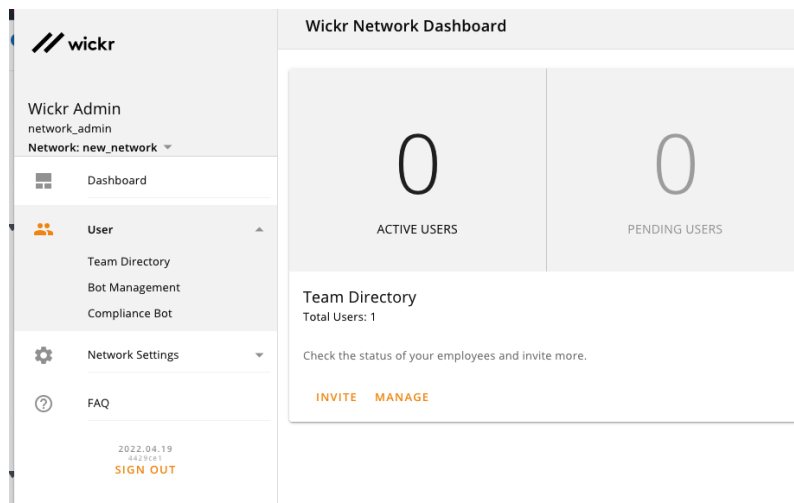 wickr
Wickr Admin
network_admin
Network: new_network
Dashboard
User
Team Directory
Bot Management
Compliance Bot
Network Settings
FAQ
2022.04.19
4429ce1
SIGN OUT
Wickr Network Dashboard
0
ACTIVE USERS
0
PENDING USERS
Team Directory
Total Users: 1
Check the status of your employees and invite more.
INVITE MANAGE